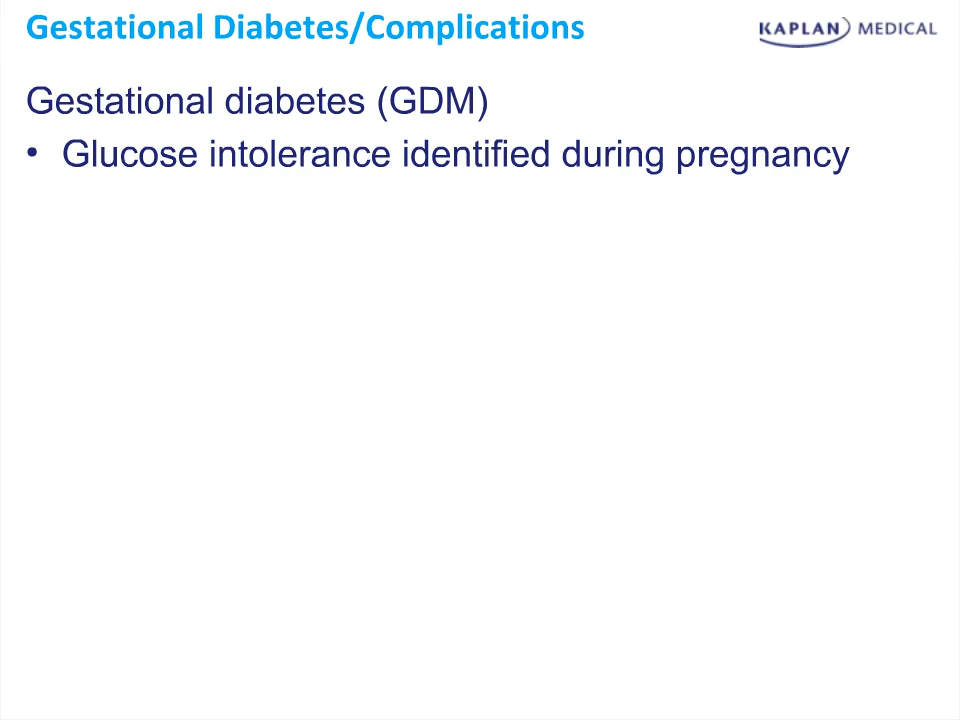 Gestational Diabetes/Complications
KAPLAN MEDICAL
Gestational diabetes (GDM)
• Glucose intolerance identified during pregnancy